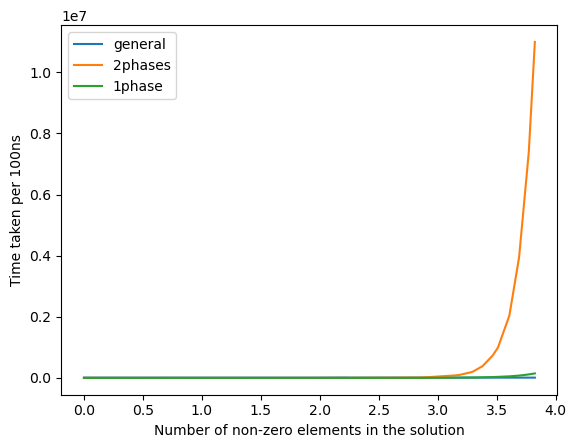 1e7
general
2phases
1phase
1.0
0.8
0.6
0.4
0.2
0.0
Time taken per 100ns
0.0 0.5 1.0 1.5 2.0 2.5 3.0 3.5 4.0
Number of non-zero elements in the solution